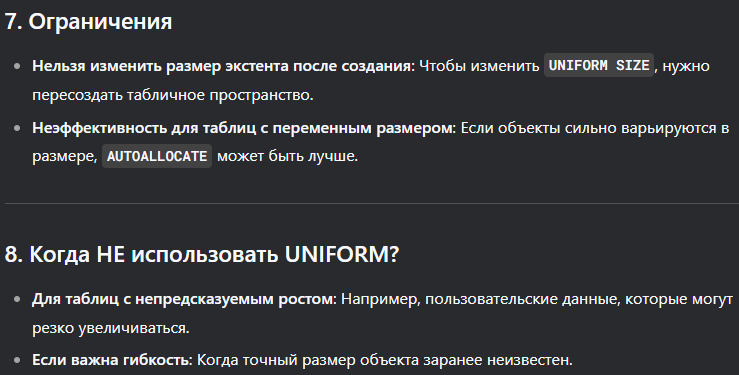 7. Ограничения
• Нельзя изменить размер экстента после создания: Чтобы изменить UNIFORM SIZE, нужно
пересоздать табличное пространство.
• Неэффективность для таблиц с переменным размером: Если объекты сильно варьируются в
размере, AUTOALLOCATE может быть лучше.
8. Когда НЕ использовать UNIFORM?
• Для таблиц с непредсказуемым ростом: Например, пользовательские данные, которые могут
резко увеличиваться.
• Если важна гибкость: Когда точный размер объекта заранее неизвестен.